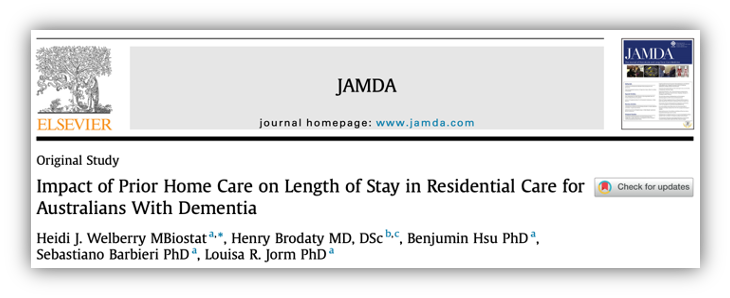 ELSEVIER
JAMDA
journal homepage: www.jamda.com
JAMDA
Original Study
Impact of Prior Home Care on Length of Stay in Residential Care for
Australians With Dementia
Check for updates
Heidi J. Welberry MBiostat a,*, Henry Brodaty MD, DSc b,c, Benjumin Hsu PhD a,
Sebastiano Barbieri PhD a, Louisa R. Jorm PhD a